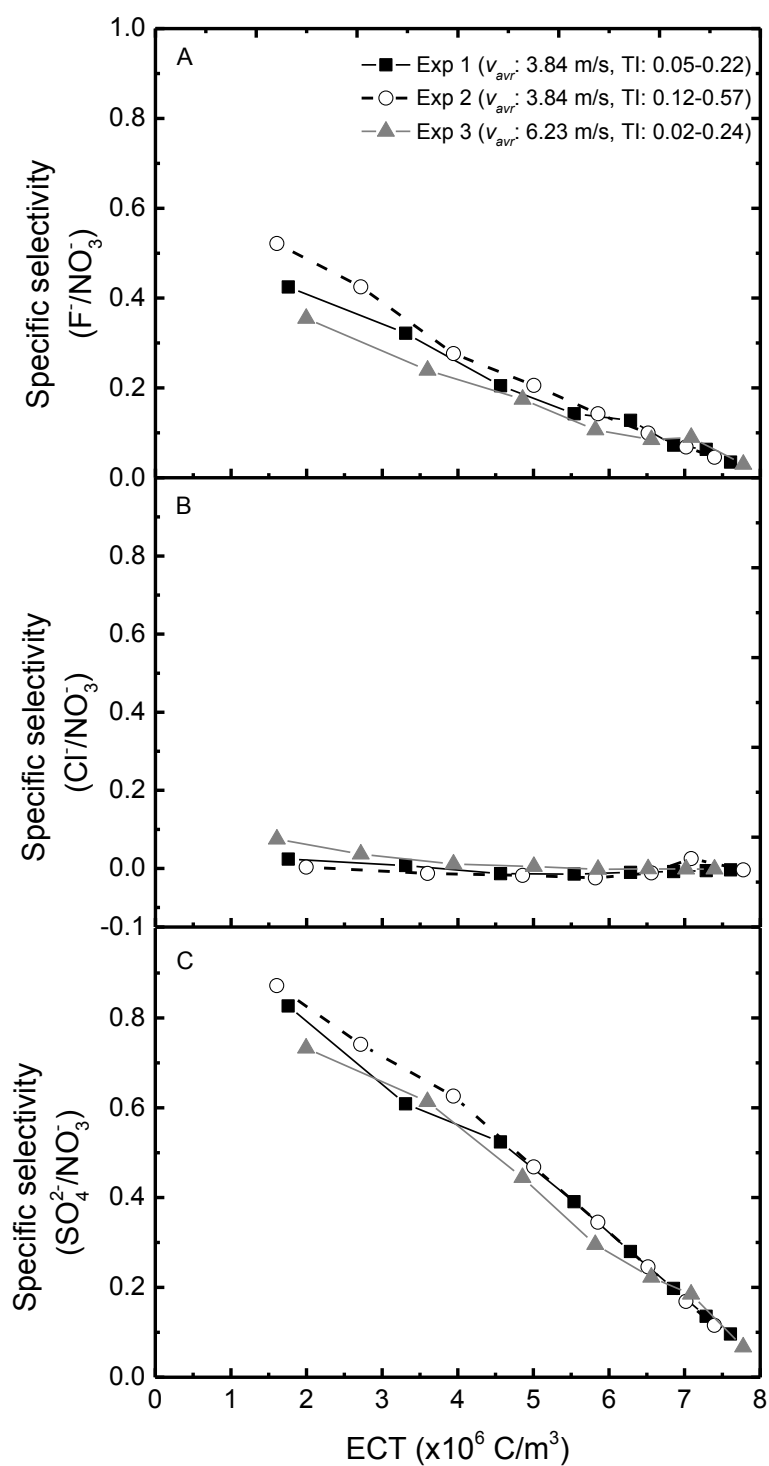 A
Exp 1 (vavr: 3.84 m/s, TI: 0.05-0.22)
Exp 2 (vavr: 3.84 m/s, TI: 0.12-0.57)
Exp 3 (vavr: 6.23 m/s, TI: 0.02-0.24)
1.0
0.8
0.6
0.4
0.2
0.0
Specific selectivity
(F⁻/NO₃⁻)
B
0.8
0.6
0.4
0.2
0.0
-0.1
Specific selectivity
(Cl⁻/NO₃⁻)
C
0.8
0.6
0.4
0.2
0.0
Specific selectivity
(SO₄²⁻/NO₃⁻)
0 1 2 3 4 5 6 7 8
ECT (x10⁶ C/m³)